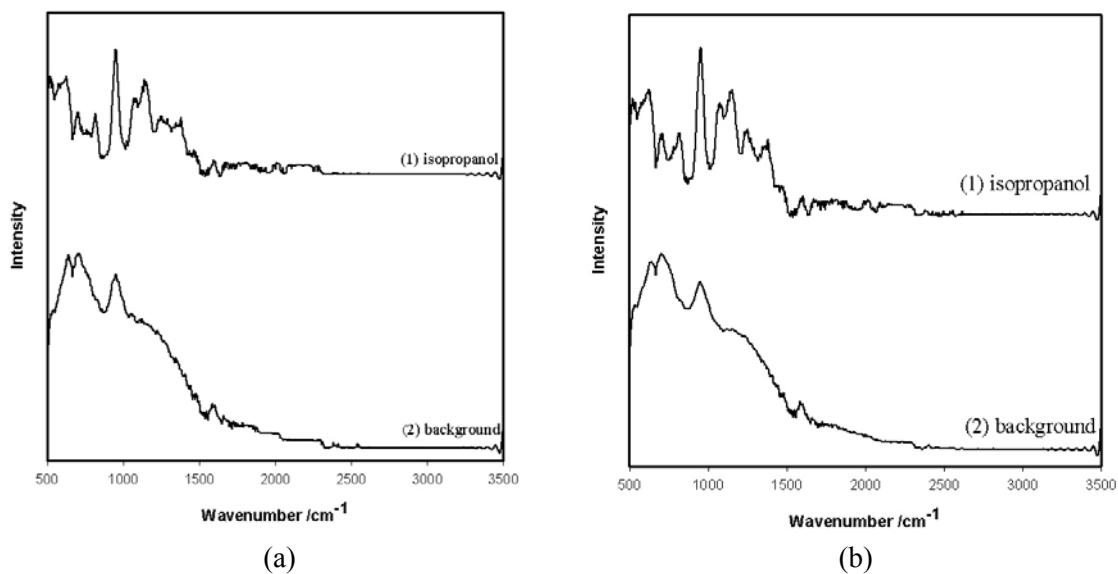 Intensity
(1) isopropanol
(2) background
500 1000 1500 2000 2500 3000 3500
Wavenumber /cm-1
(a)
Intensity
(1) isopropanol
(2) background
500 1000 1500 2000 2500 3000 3500
Wavenumber /cm-1
(b)